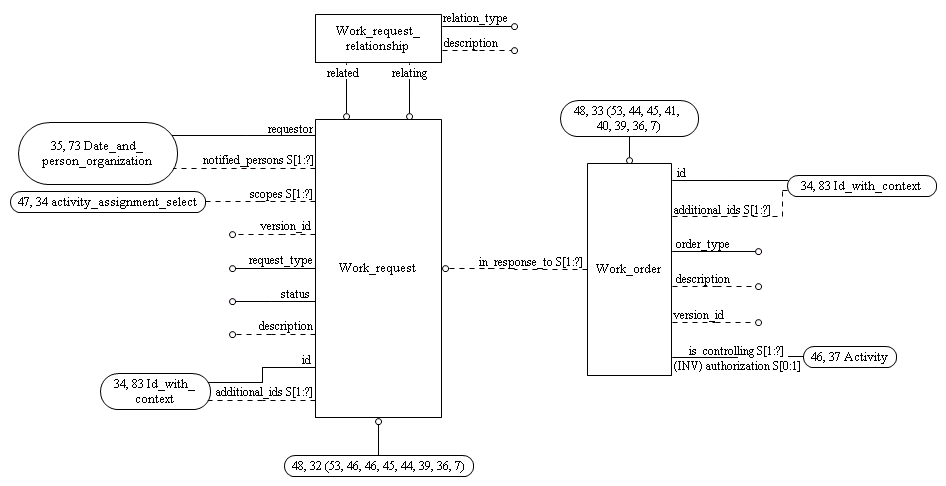 Work_request_
relationship
relation_type
description
related
relating
35, 73 Date_and_
person_organization
requestor
notified_persons S[1:?]
47, 34 activity_assignment_select
scopes S[1:?]
version_id
request_type
status
description
id
34, 83 Id_with_
context
additional_ids S[1:?]
Work_request
48, 32 (53, 46, 46, 45, 44, 39, 36, 7)
in_response_to S[1:?]
48, 33 (53, 44, 45, 41,
40, 39, 36, 7)
Work_order
id
34, 83 Id_with_context
additional_ids S[1:?]
order_type
description
version_id
is_controlling S[1:?]
(INV) authorization S[0:1]
46, 37 Activity